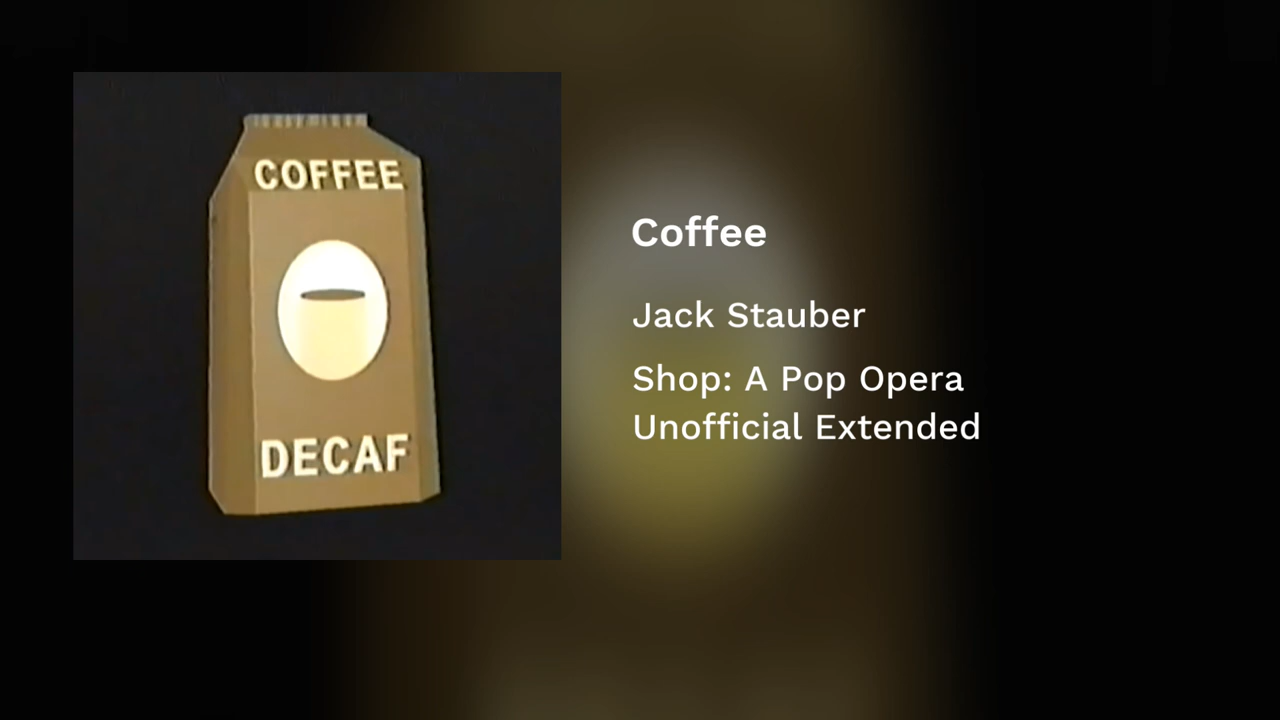 COFFEE
DECAF
Coffee
Jack Stauber
Shop: A Pop Opera
Unofficial Extended